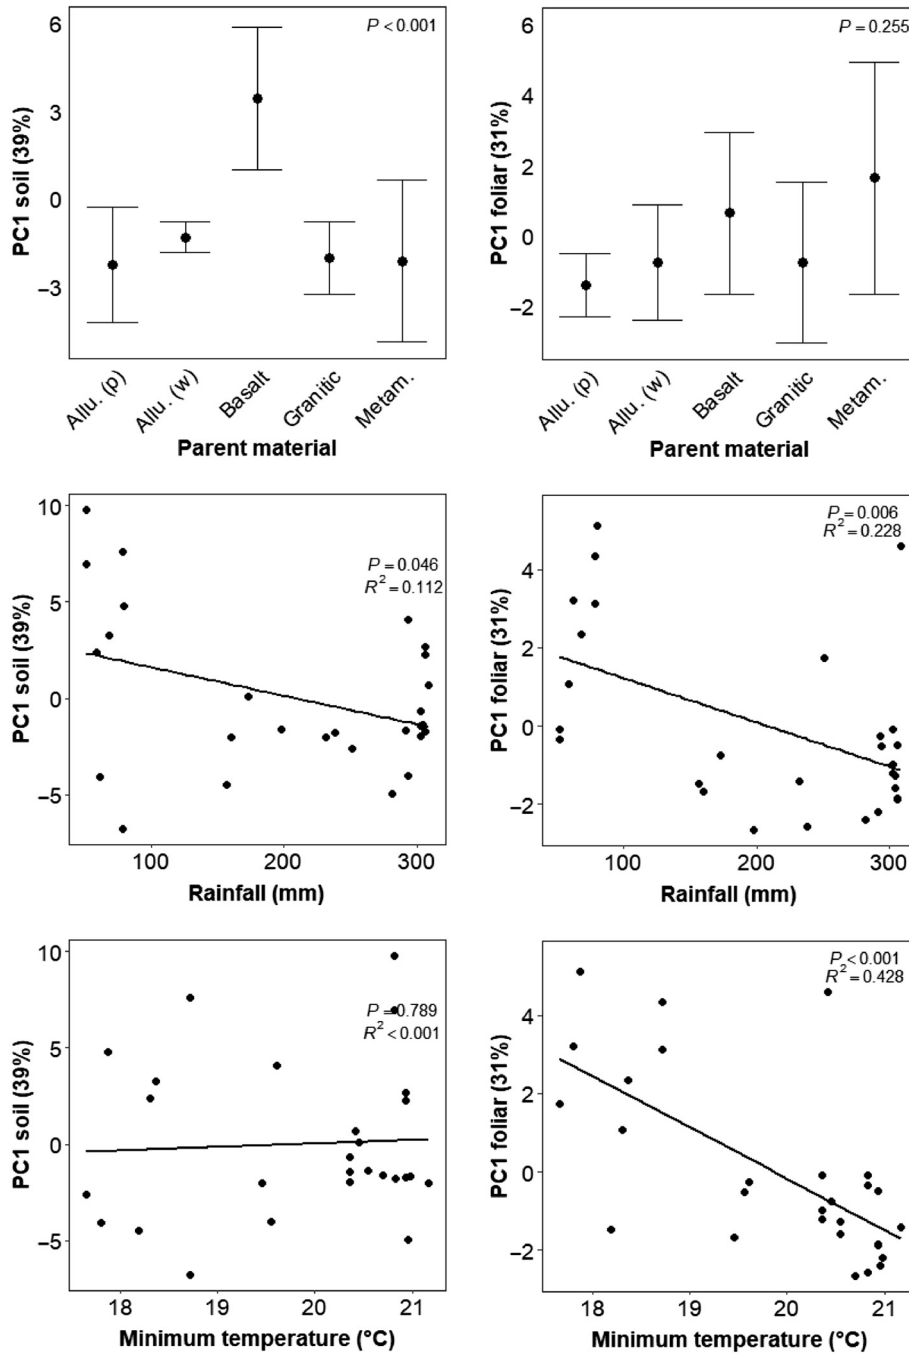 P < 0.001
6
3
0
−3
PC1 soil (39%)
Allu. (p)
Allu. (w)
Basalt
Granitic
Metam.
Parent material
P = 0.255
6
4
2
0
−2
PC1 foliar (31%)
Allu. (p)
Allu. (w)
Basalt
Granitic
Metam.
Parent material
10
5
0
−5
PC1 soil (39%)
P = 0.046
R² = 0.112
100
200
300
Rainfall (mm)
P = 0.006
R² = 0.228
4
2
0
−2
PC1 foliar (31%)
100
200
300
Rainfall (mm)
10
5
0
−5
PC1 soil (39%)
P = 0.789
R² < 0.001
18
19
20
21
Minimum temperature (°C)
P < 0.001
R² = 0.428
4
2
0
−2
PC1 foliar (31%)
18
19
20
21
Minimum temperature (°C)